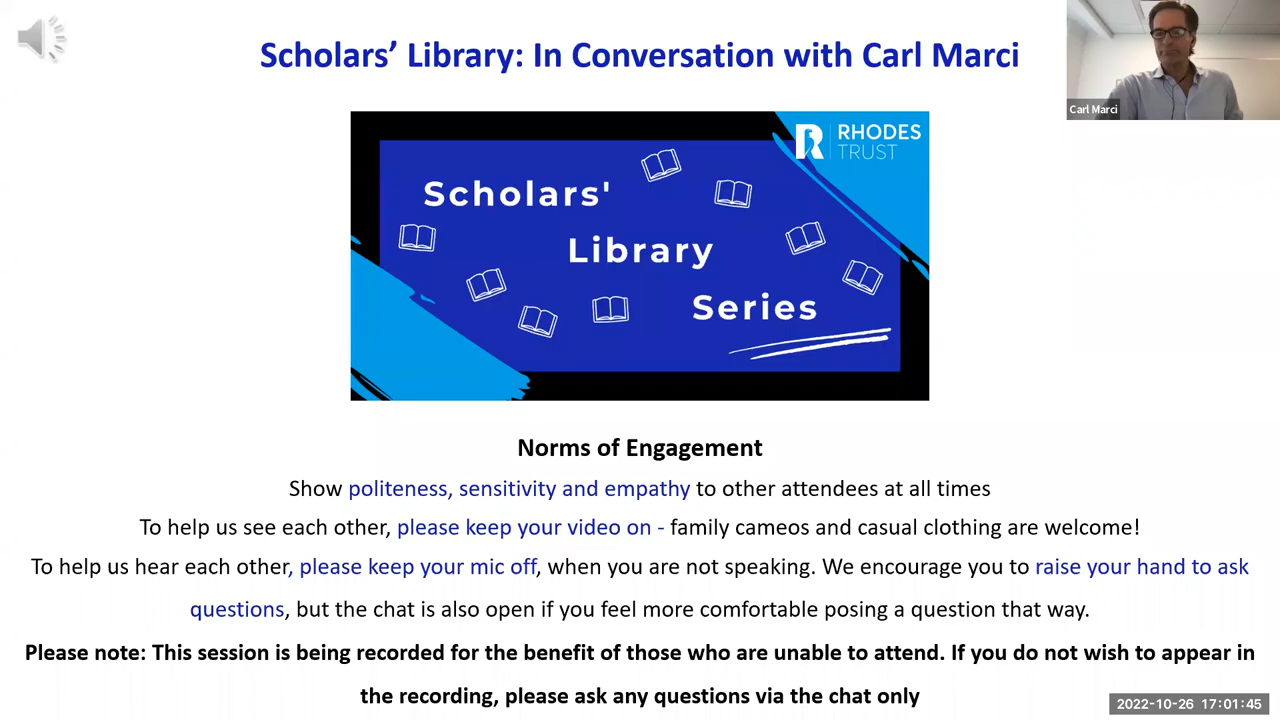 Scholars’ Library: In Conversation with Carl Marci
Carl Marci
RHODES
TRUST
Scholars'
Library
Series
Norms of Engagement
Show politeness, sensitivity and empathy to other attendees at all times
To help us see each other, please keep your video on - family cameos and casual clothing are welcome!
To help us hear each other, please keep your mic off, when you are not speaking. We encourage you to raise your hand to ask
questions, but the chat is also open if you feel more comfortable posing a question that way.
Please note: This session is being recorded for the benefit of those who are unable to attend. If you do not wish to appear in
the recording, please ask any questions via the chat only
2022-10-26 17:01:45